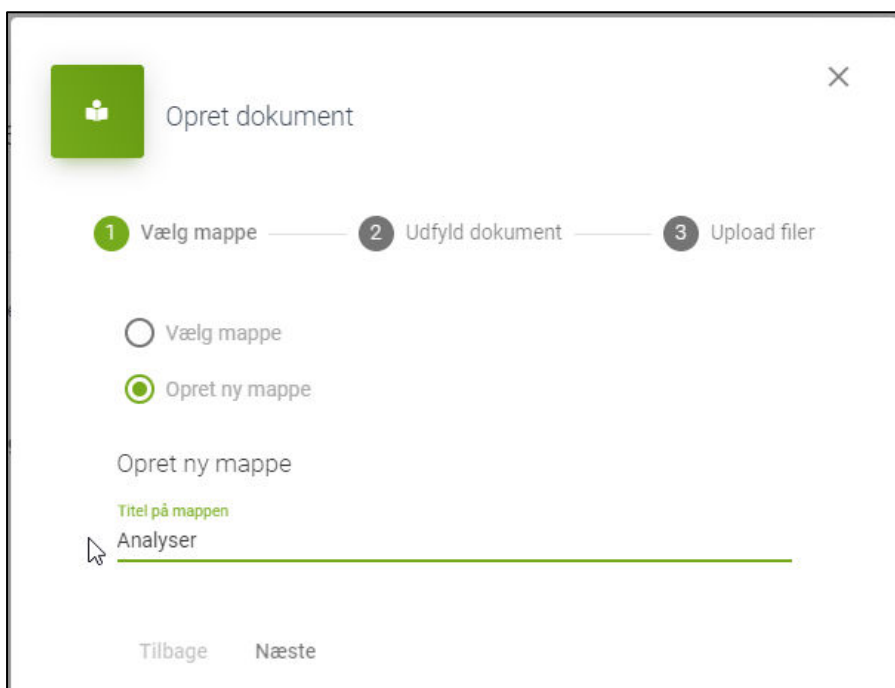 Opret dokument
1 Vælg mappe 2 Udfyld dokument 3 Upload filer
Vælg mappe
Opret ny mappe
Opret ny mappe
Titel på mappen
Analyser
Tilbage Næste